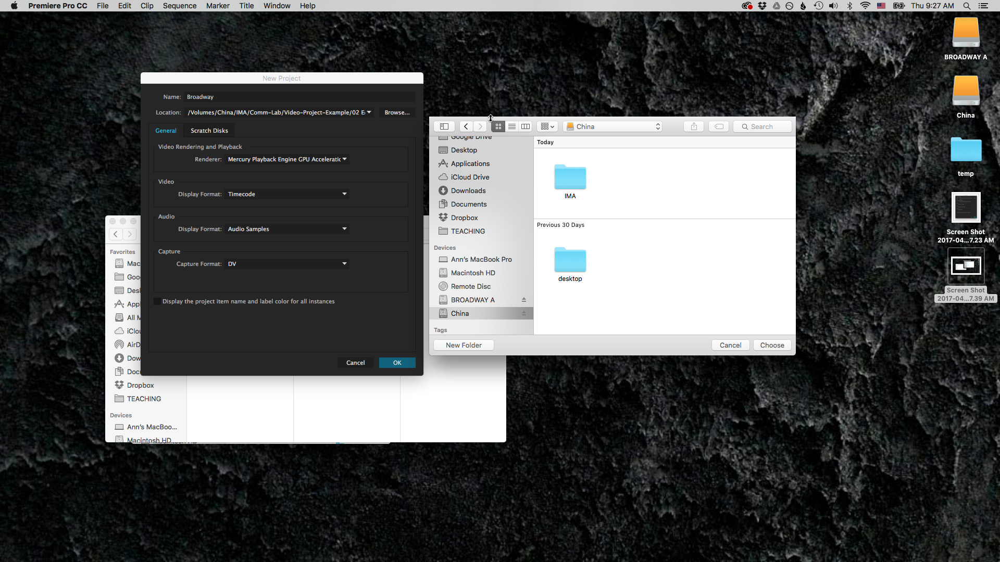 Premiere Pro CC File Edit Clip Sequence Marker Title Window Help
Thu 9:27 AM
BROADWAY A
China
temp
Screen Shot
2017-04...7.23 AM
Screen Shot
2017-04...7.39 AM
New Project
Name: Broadway
Location: /Volumes/China/IMA/Comm-Lab/Video-Project-Example/02 E Browse...
General Scratch Disks
Video Rendering and Playback
Renderer: Mercury Playback Engine GPU Acceleratic
Video
Display Format: Timecode
Audio
Display Format: Audio Samples
Capture
Capture Format: DV
Display the project item name and label color for all instances
Cancel OK
China
Search
Google Drive
Desktop
Applications
iCloud Drive
Downloads
Documents
Dropbox
TEACHING
Devices
Ann's MacBook Pro
Macintosh HD
Remote Disc
BROADWAY A
China
Tags
Today
IMA
Previous 30 Days
desktop
New Folder Cancel Choose
Favorites
Mac
Goo
Desk
Appl
All M
iClou
AirD
Dow
Docu
Dropbox
TEACHING
Devices
Ann's MacBoo...
Macintosh HD